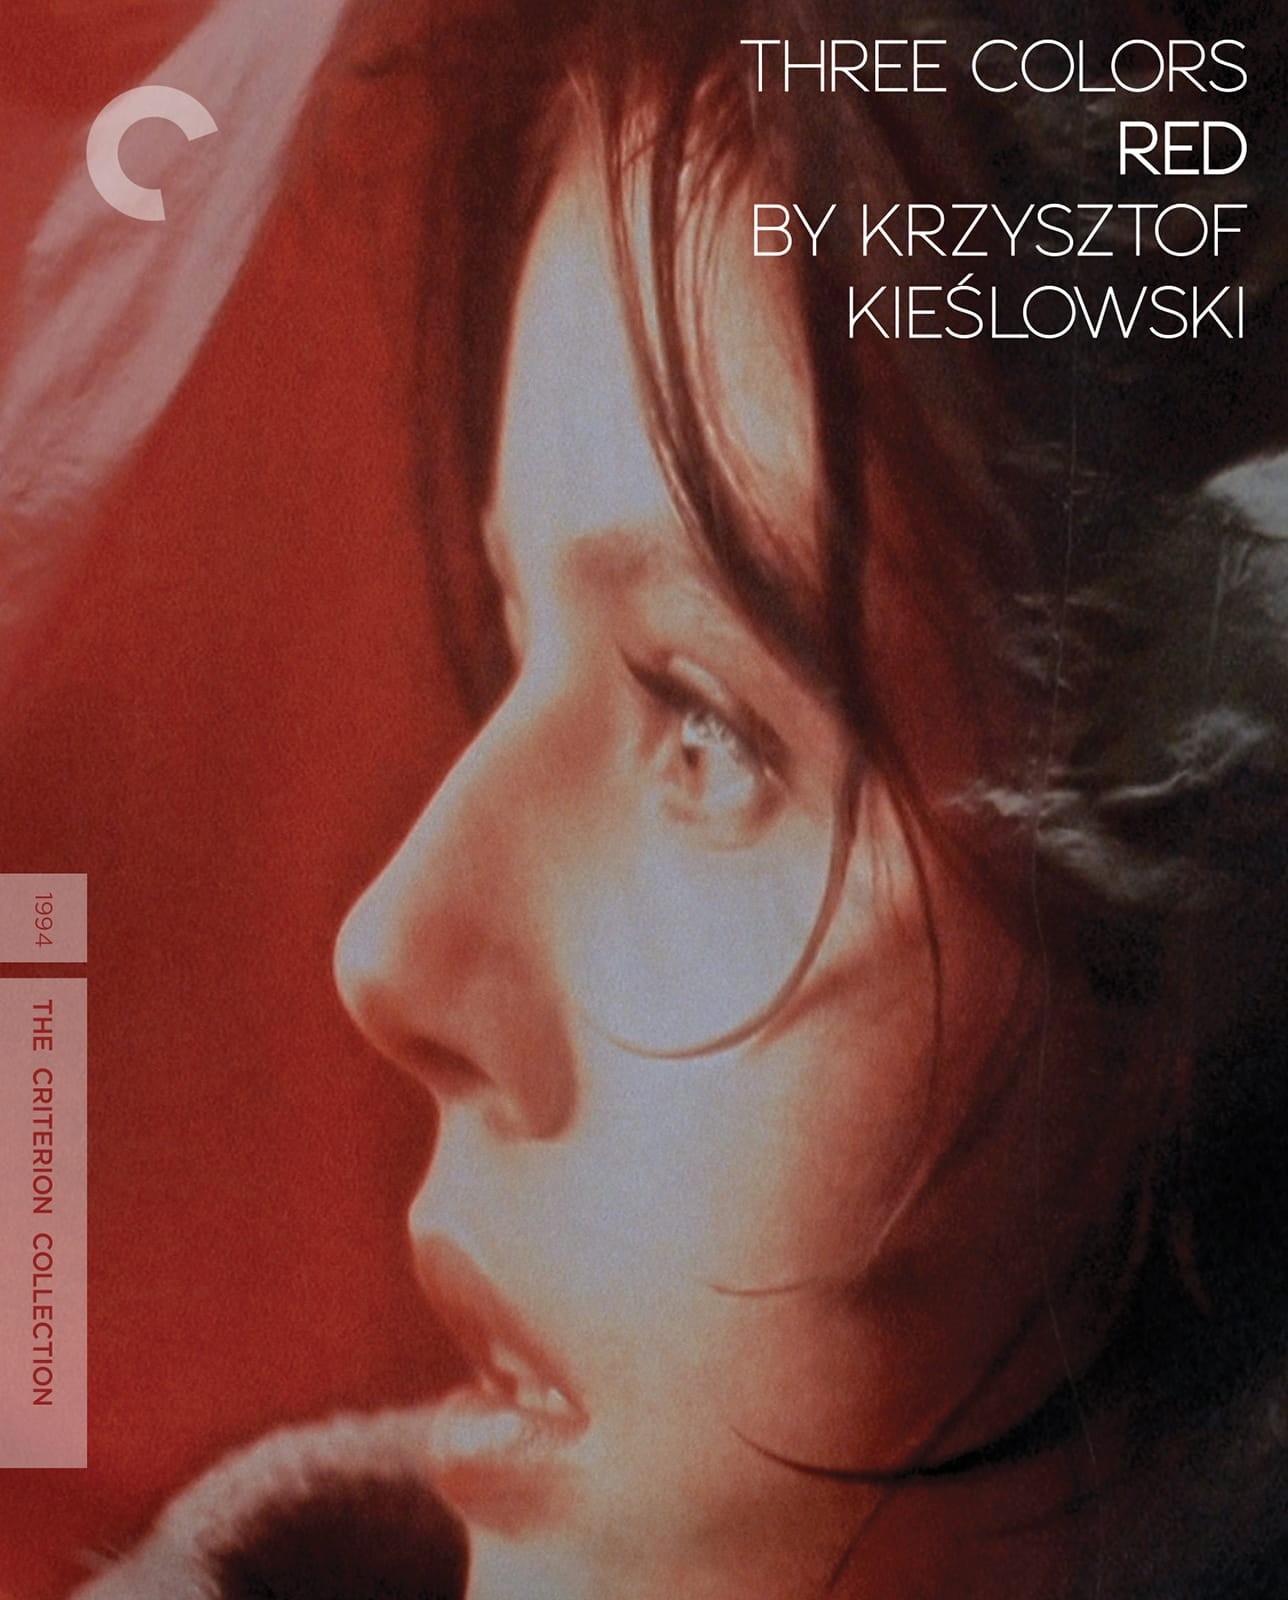 THREE COLORS
RED
BY KRZYSZTOF
KIEŚLOWSKI
1994
THE CRITERION COLLECTION